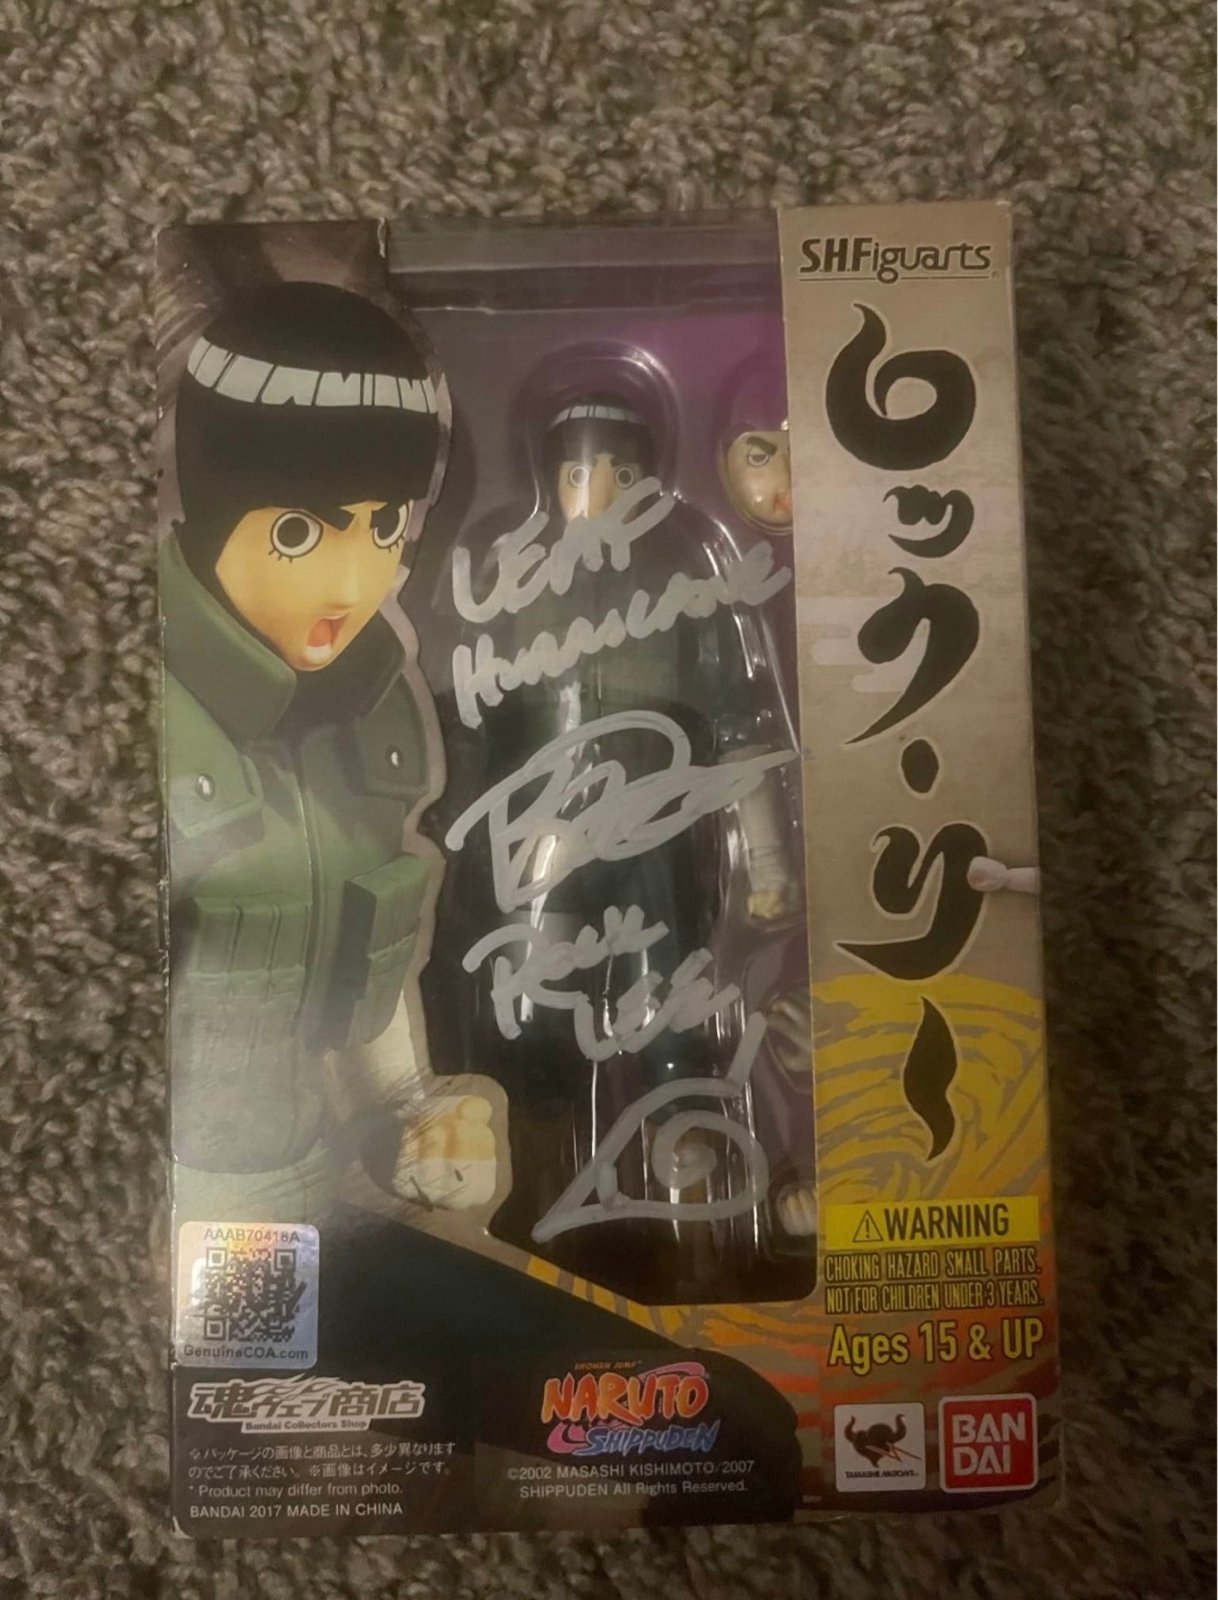 S.H.Figuarts
ロック・リー
LEAF
HURRICANE
ROCK
LEE
⚠WARNING
CHOKING HAZARD SMALL PARTS.
NOT FOR CHILDREN UNDER 3 YEARS.
Ages 15 & UP
AAAB70418A
GenuineCOA.com
魂ウェブ商店
Bandai Collectors Shop
※パッケージの画像と商品とは、多少異なります
のでご了承ください。※画像はイメージです。
* Product may differ from photo.
BANDAI 2017 MADE IN CHINA
SHONEN JUMP
NARUTO
SHIPPUDEN
©2002 MASASHI KISHIMOTO/2007
SHIPPUDEN All Rights Reserved.
TAMASHII NATIONS
BAN
DAI